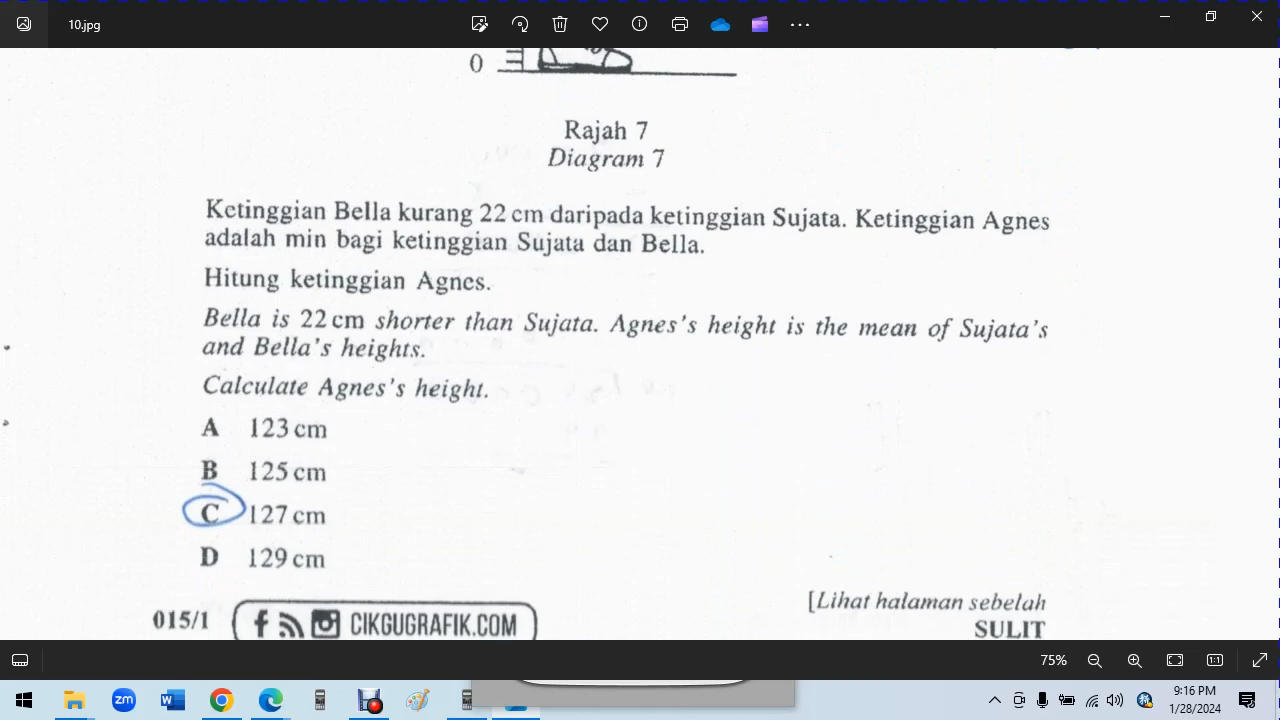 10.jpg
0
Rajah 7
Diagram 7
Ketinggian Bella kurang 22 cm daripada ketinggian Sujata. Ketinggian Agnes
adalah min bagi ketinggian Sujata dan Bella.
Hitung ketinggian Agnes.
Bella is 22 cm shorter than Sujata. Agnes's height is the mean of Sujata's
and Bella's heights.
Calculate Agnes's height.
A 123 cm
B 125 cm
C 127 cm
D 129 cm
[Lihat halaman sebelah
015/1 CIKGUGRAFIK.COM SULIT
75% 1:1
zm W 9:16 PM
1/28/2024